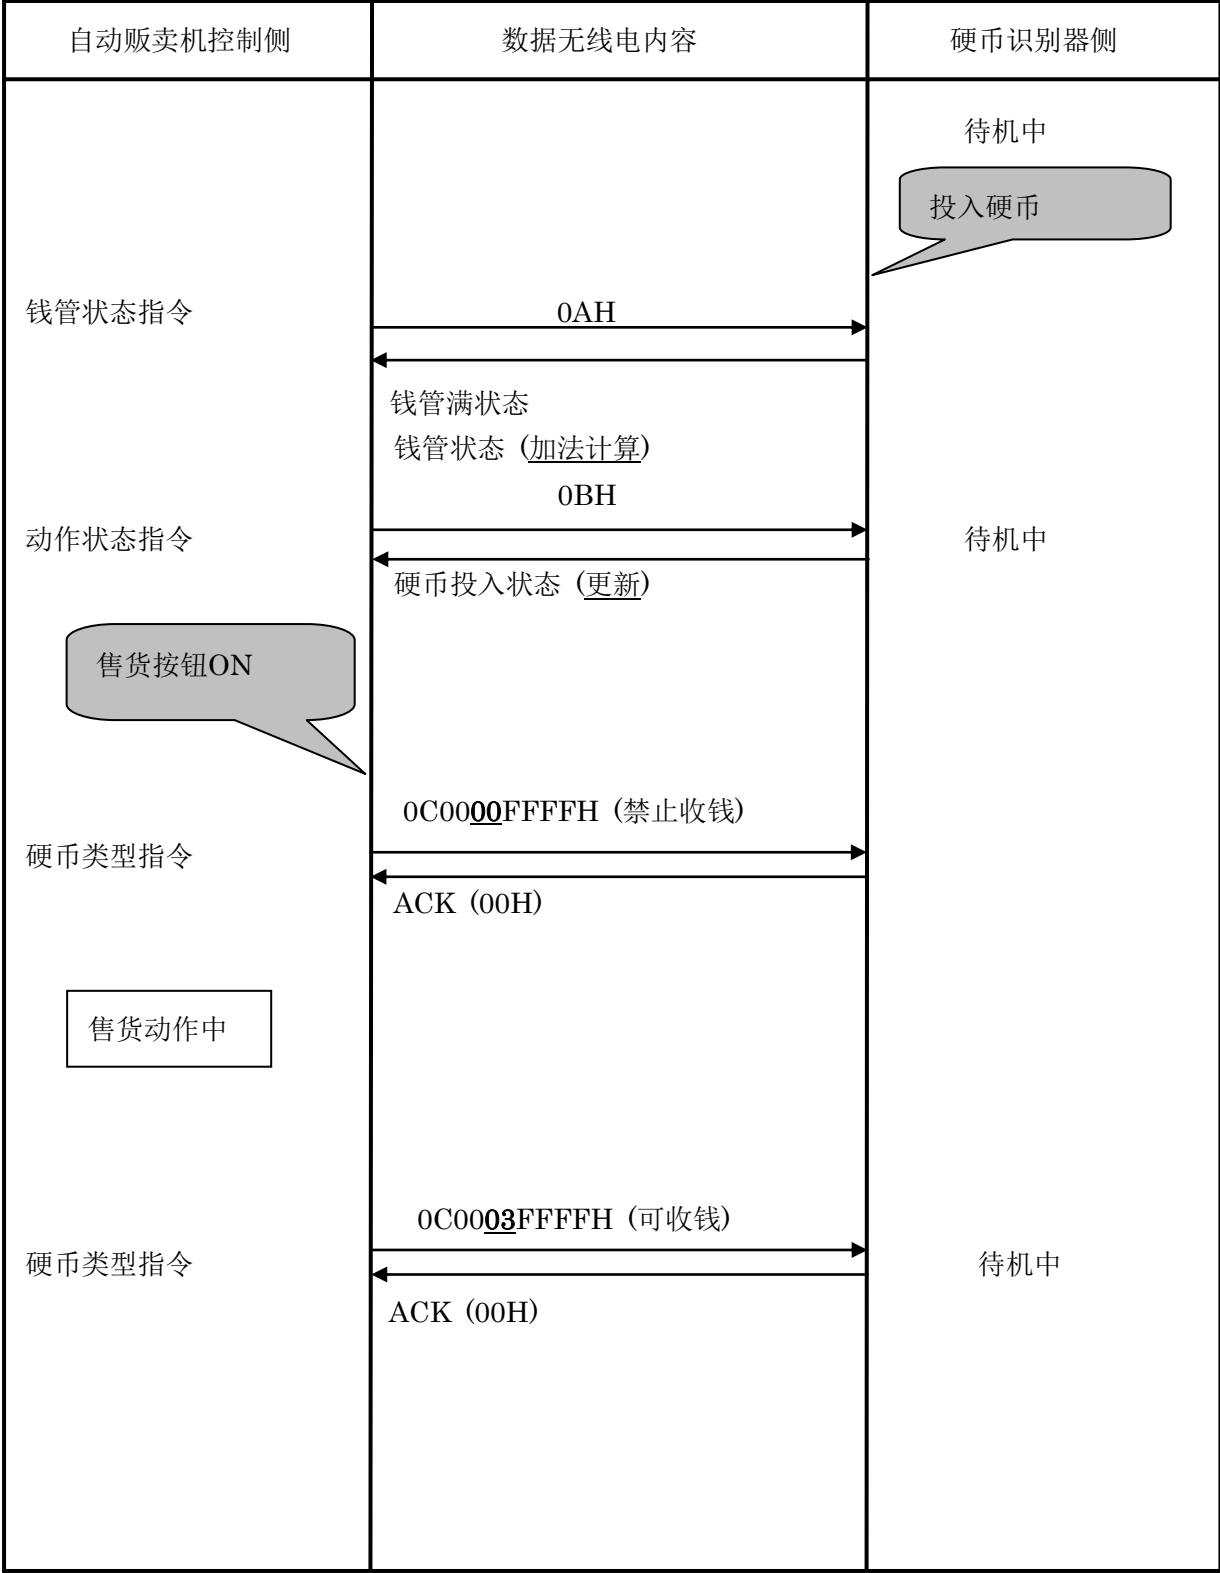 自动贩卖机控制侧 数据无线电内容 硬币识别器侧
待机中
投入硬币
钱管状态指令 0AH
钱管满状态
钱管状态 (加法计算)
0BH
动作状态指令 待机中
硬币投入状态 (更新)
售货按钮ON
0C0000FFFFH (禁止收钱)
硬币类型指令
ACK (00H)
售货动作中
0C0003FFFFH (可收钱)
硬币类型指令 待机中
ACK (00H)